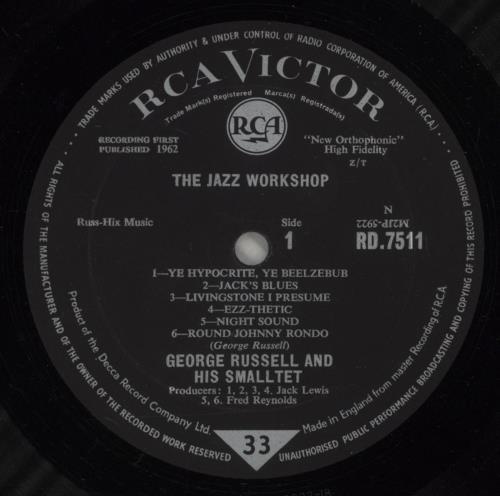 TRADE MARKS USED BY AUTHORITY & UNDER CONTROL OF RADIO CORPORATION OF AMERICA (RCA)
RCA VICTOR
Trade Mark(s) Registered Marca(s) Registrada(s)
RCA
RECORDING FIRST
PUBLISHED 1962
"New Orthophonic"
High Fidelity
Z/T
THE JAZZ WORKSHOP
Russ-Hix Music
Side
1
N
M2JP-5922
RD.7511
1—YE HYPOCRITE, YE BEELZEBUB
2—JACK'S BLUES
3—LIVINGSTONE I PRESUME
4—EZZ-THETIC
5—NIGHT SOUND
6—ROUND JOHNNY RONDO
(George Russell)
GEORGE RUSSELL AND
HIS SMALLTET
Producers: 1, 2, 3, 4, Jack Lewis
5, 6. Fred Reynolds
Product of the Decca Record Company Ltd.
Made in England from master Recording of R.C.A.
33
ALL RIGHTS OF THE MANUFACTURER AND OF THE OWNER OF THE RECORDED WORK RESERVED
UNAUTHORISED PUBLIC PERFORMANCE BROADCASTING AND COPYING OF THIS RECORD PROHIBITED